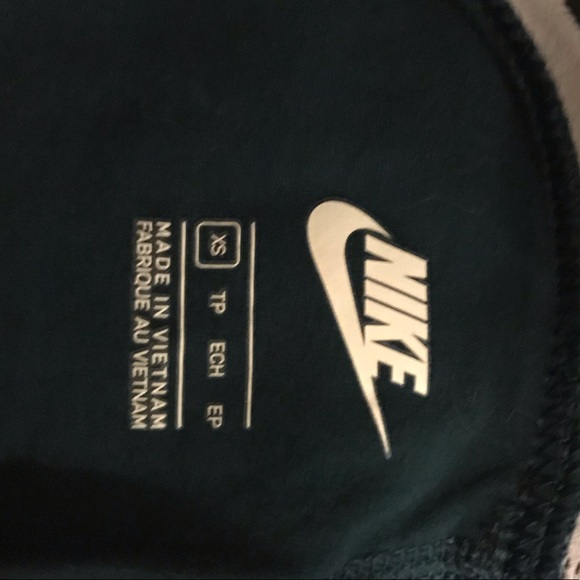 NIKE
XS TP ECH EP
MADE IN VIETNAM
FABRIQUE AU VIETNAM